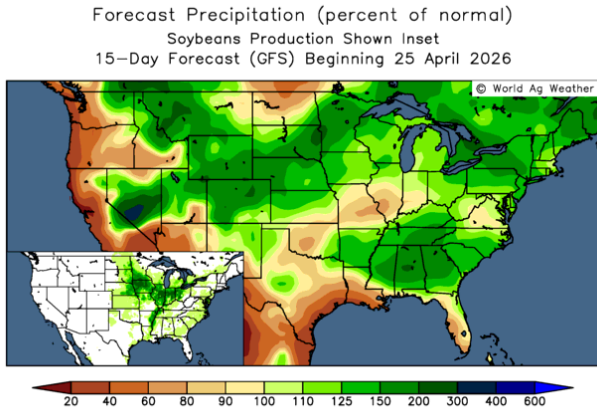 Forecast Precipitation (percent of normal)
Soybeans Production Shown Inset
15-Day Forecast (GFS) Beginning 25 April 2026
© World Ag Weather
20 40 60 80 90 100 110 125 150 200 300 400 600